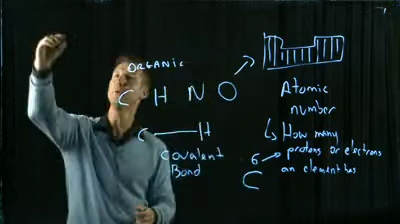 ORGANIC
C H N O
C H
Covalent
Bond
Atomic
number
↳ How many
protons or electrons
an element has
6
C